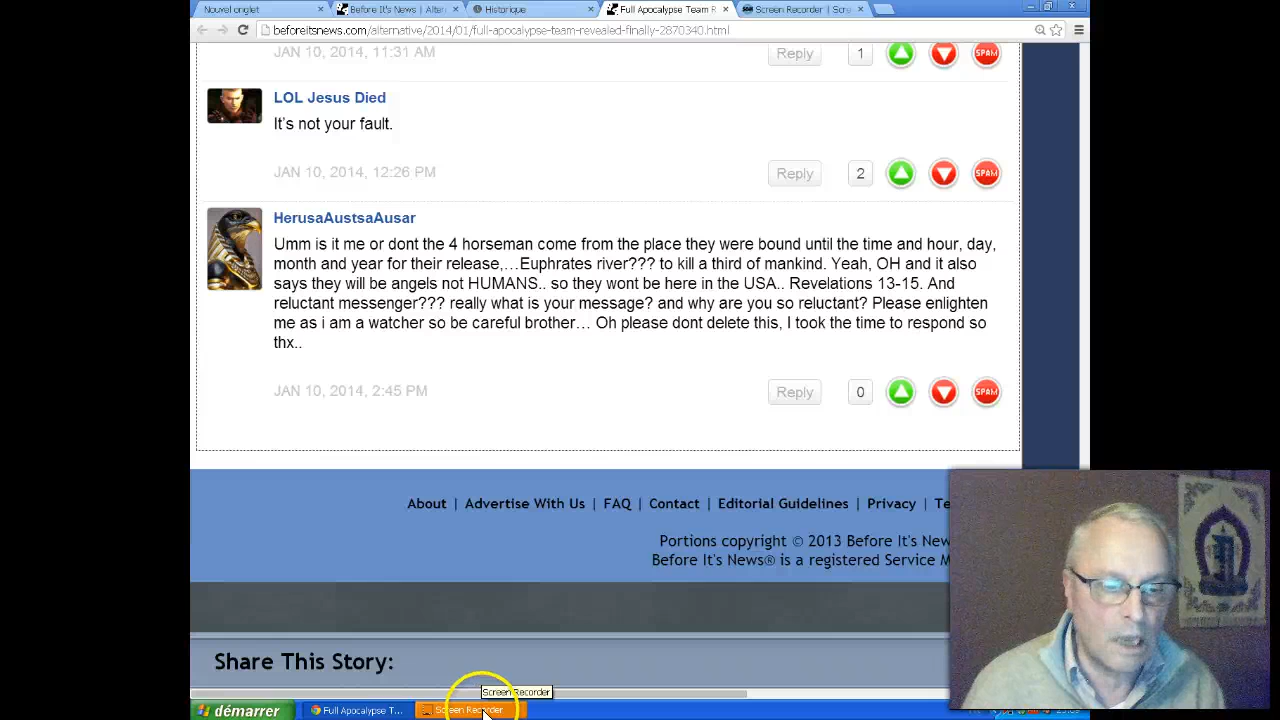 Nouvel onglet
Before It's News | Altern
Historique
Full Apocalypse Team R
Screen Recorder | Scre
beforeitsnews.com/alternative/2014/01/full-apocalypse-team-revealed-finally-2870340.html
JAN 10, 2014, 11:31 AM
Reply
1
SPAM
LOL Jesus Died
It's not your fault.
JAN 10, 2014, 12:26 PM
Reply
2
SPAM
HerusaAustsaAusar
Umm is it me or dont the 4 horseman come from the place they were bound until the time and hour, day,
month and year for their release,…Euphrates river??? to kill a third of mankind. Yeah, OH and it also
says they will be angels not HUMANS.. so they wont be here in the USA.. Revelations 13-15. And
reluctant messenger??? really what is your message? and why are you so reluctant? Please enlighten
me as i am a watcher so be careful brother… Oh please dont delete this, I took the time to respond so
thx..
JAN 10, 2014, 2:45 PM
Reply
0
SPAM
About | Advertise With Us | FAQ | Contact | Editorial Guidelines | Privacy | Te
Portions copyright © 2013 Before It's New
Before It's News® is a registered Service M
Share This Story:
Screen Recorder
démarrer
Full Apocalypse T...
Screen Recorder